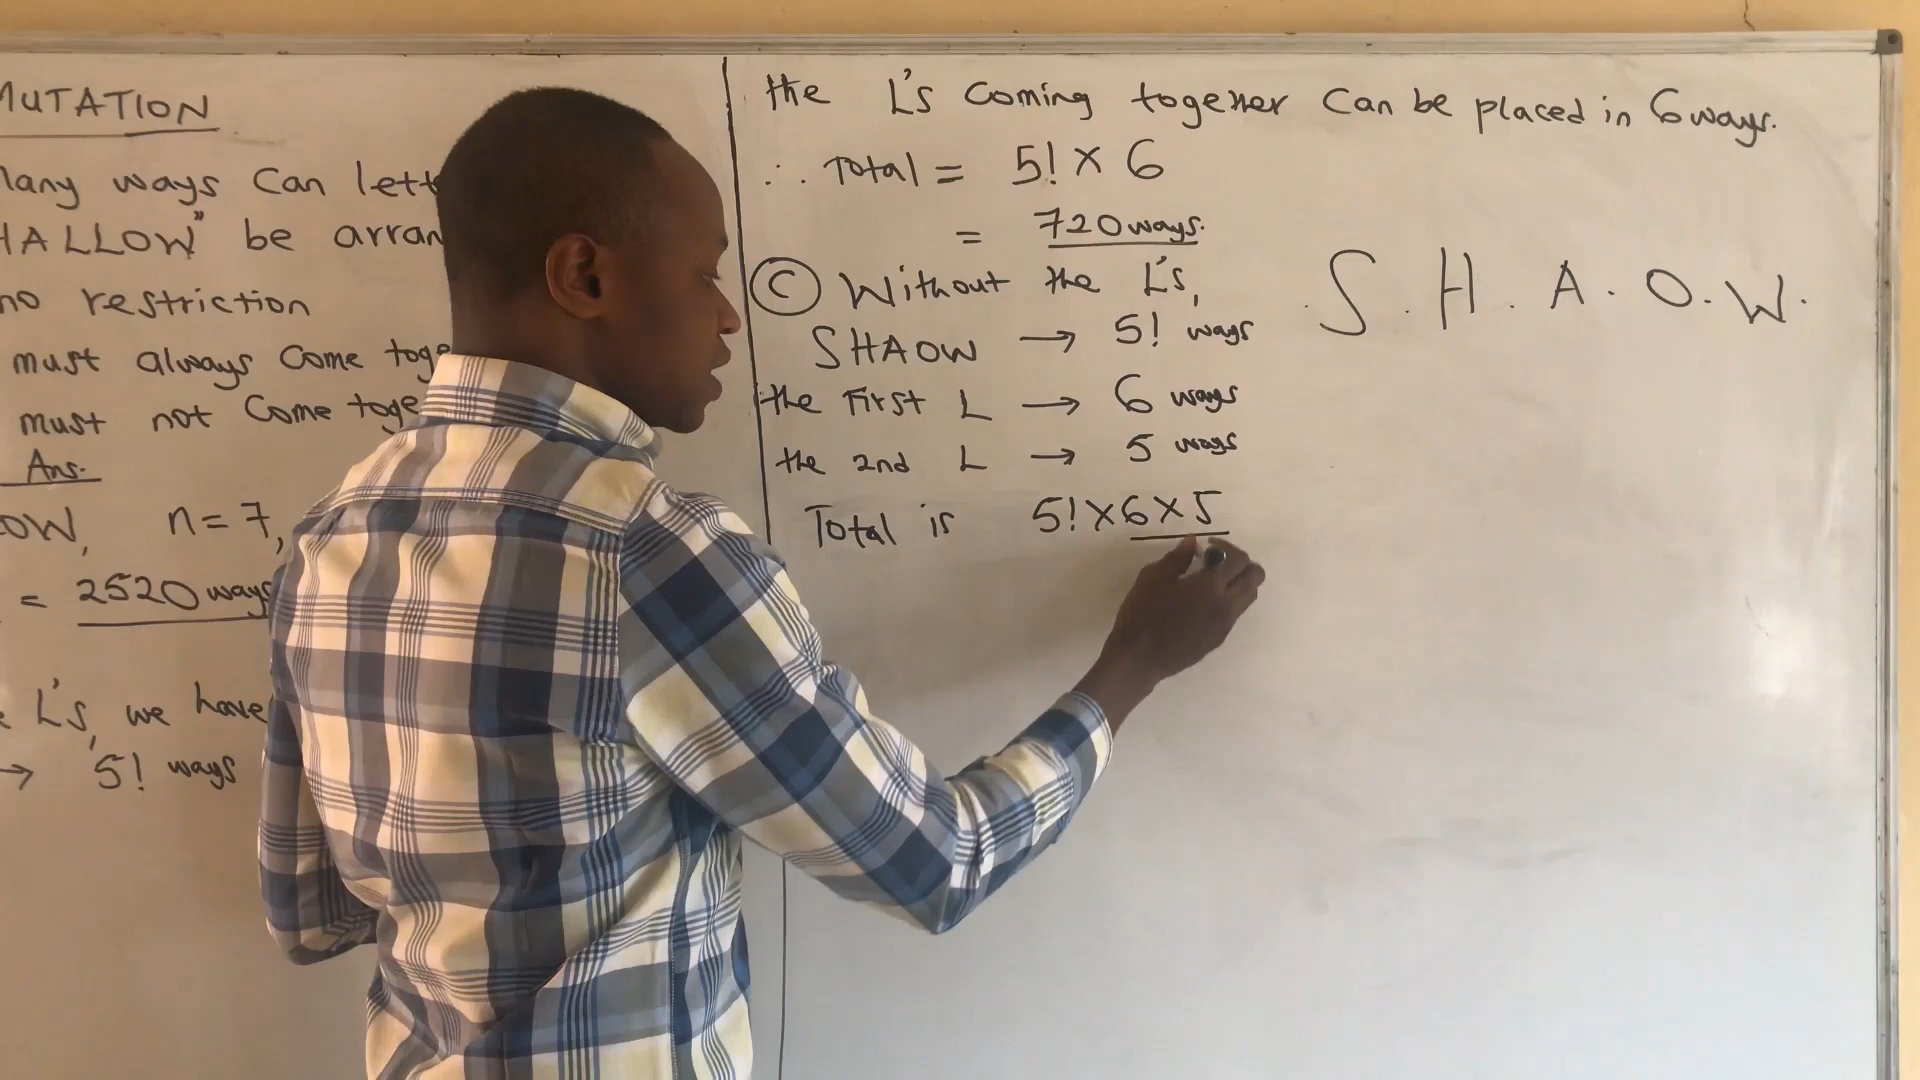 MUTATION
many ways can lett
HALLOW" be arran
no restriction
must always come toge
must not come toge
Ans.
OW, n=7,
= 2520 ways
L's, we have
→ 5! ways
the L's coming together can be placed in 6 ways.
∴ Total = 5! × 6
= 720 ways.
(C) Without the L's,
SHAOW → 5! ways
the First L → 6 ways
the 2nd L → 5 ways
Total is 5!×6×5
. S . H . A . O . W .